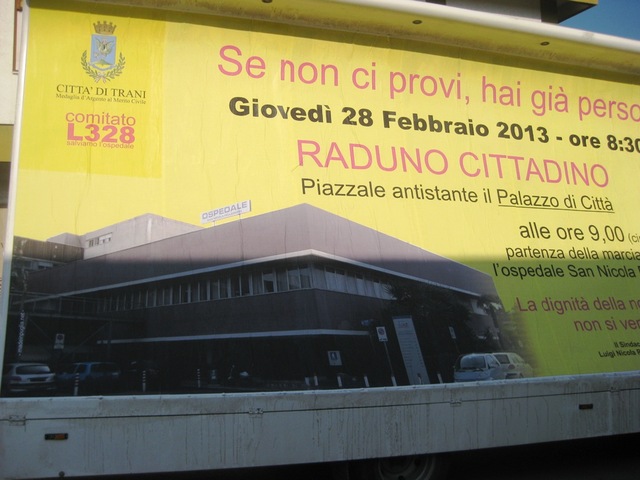 CITTA' DI TRANI
Medaglia d'Argento al Merito Civile
comitato
L328
salviamo l'ospedale
Se non ci provi, hai già perso
Giovedì 28 Febbraio 2013 - ore 8:30
RADUNO CITTADINO
Piazzale antistante il Palazzo di Città
alle ore 9,00
partenza della marcia
l'ospedale San Nicola
La dignità della
non si
Il Sindac
Luigi Nicola
OSPEDALE